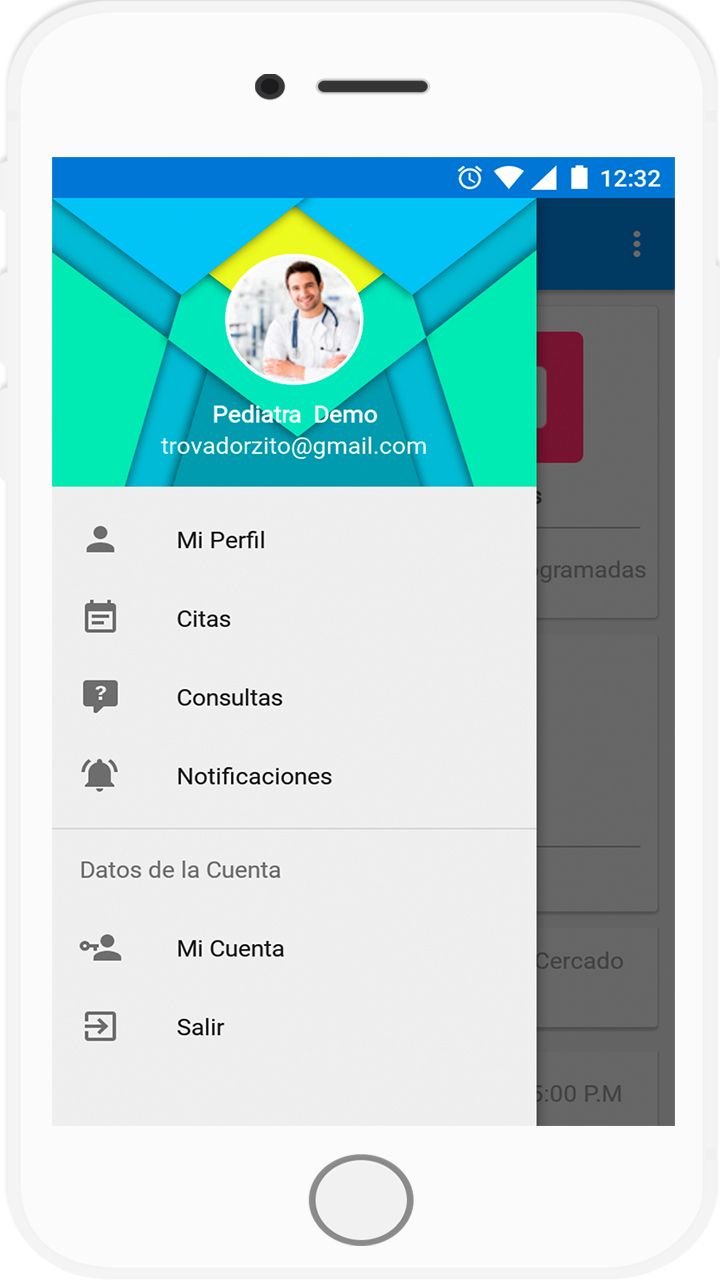 12:32
Pediatra Demo
trovadorzito@gmail.com
Mi Perfil
Citas
Consultas
Notificaciones
Datos de la Cuenta
Mi Cuenta
Salir
Cercado
5:00 P.M